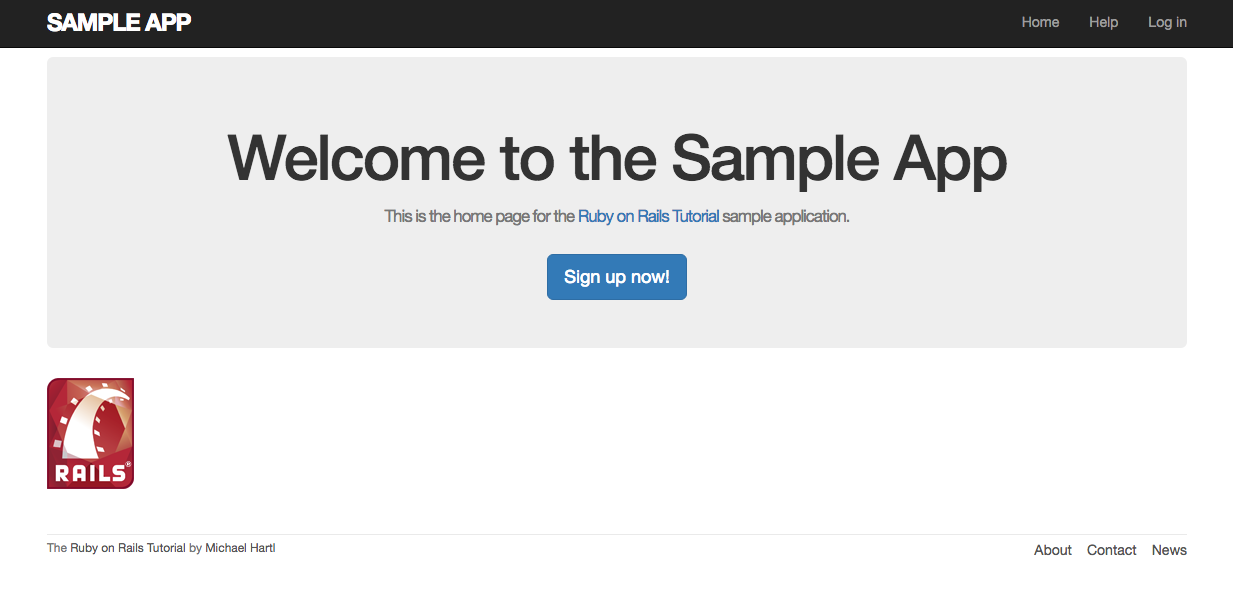 SAMPLE APP
Home Help Log in
Welcome to the Sample App
This is the home page for the Ruby on Rails Tutorial sample application.
Sign up now!
RAILS®
The Ruby on Rails Tutorial by Michael Hartl
About Contact News